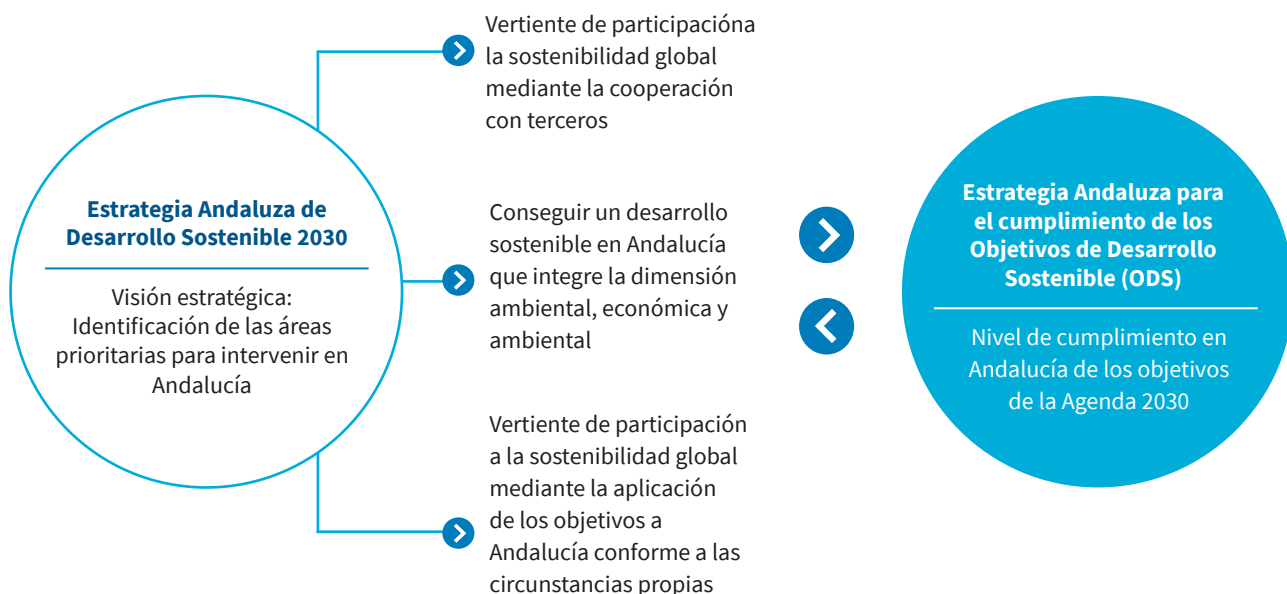 Vertiente de participacióna
la sostenibilidad global
mediante la cooperación
con terceros
Estrategia Andaluza de
Desarrollo Sostenible 2030
Visión estratégica:
Identificación de las áreas
prioritarias para intervenir en
Andalucía
Conseguir un desarrollo
sostenible en Andalucía
que integre la dimensión
ambiental, económica y
ambiental
Vertiente de participación
a la sostenibilidad global
mediante la aplicación
de los objetivos a
Andalucía conforme a las
circunstancias propias
Estrategia Andaluza para
el cumplimiento de los
Objetivos de Desarrollo
Sostenible (ODS)
Nivel de cumplimiento en
Andalucía de los objetivos
de la Agenda 2030